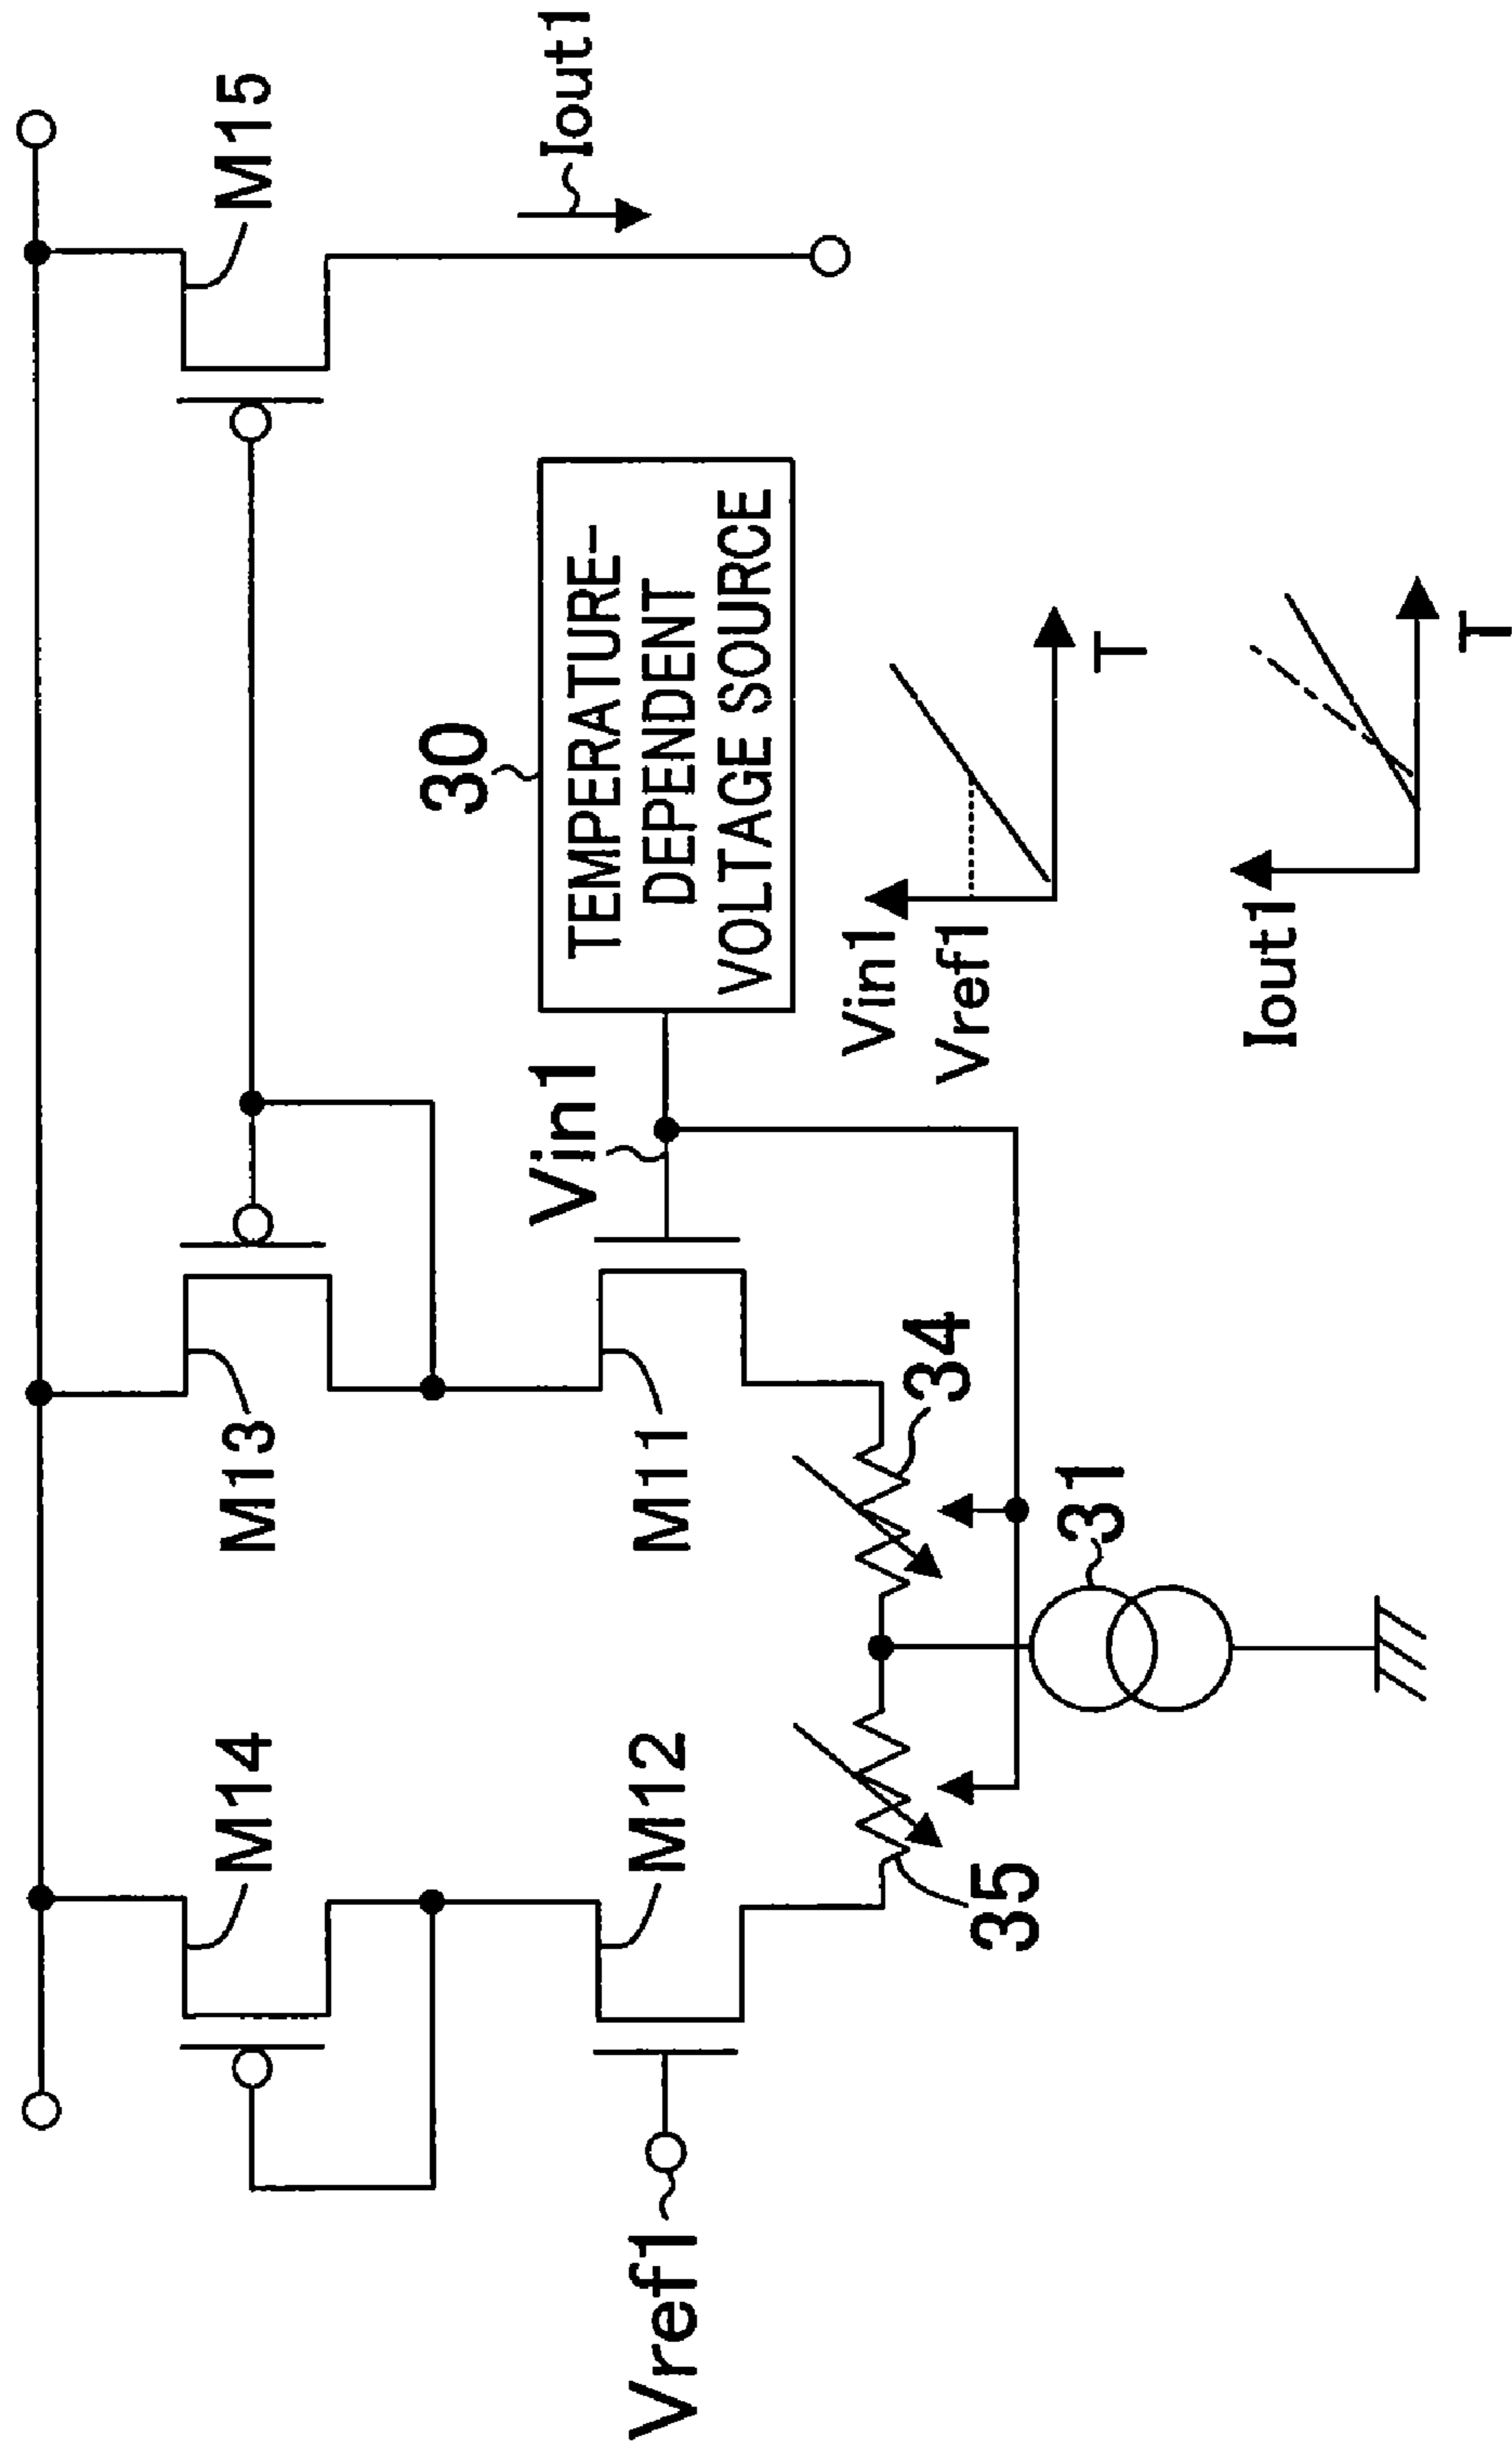 M14
M13
M15
Iout1
30
TEMPERATURE-
DEPENDENT
VOLTAGE SOURCE
Vin1
Vref1
M12
M11
34
35
31
Vin1
Vref1
T
Iout1
T